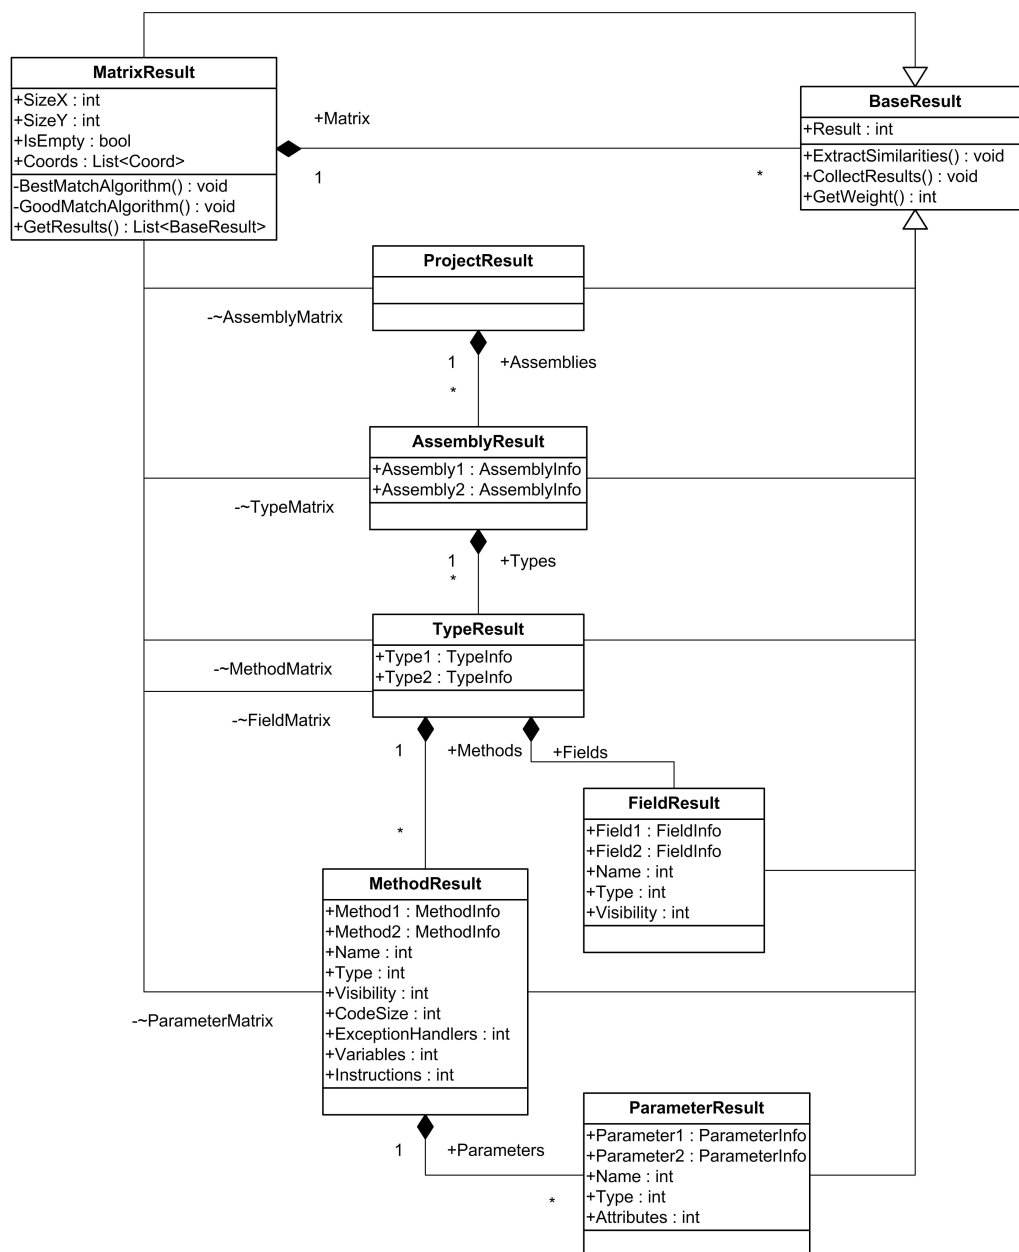 MatrixResult
+SizeX : int
+SizeY : int
+IsEmpty : bool
+Coords : List<Coord>
-BestMatchAlgorithm() : void
-GoodMatchAlgorithm() : void
+GetResults() : List<BaseResult>
+Matrix
1
*
BaseResult
+Result : int
+ExtractSimilarities() : void
+CollectResults() : void
+GetWeight() : int
ProjectResult
-~AssemblyMatrix
1
+Assemblies
*
AssemblyResult
+Assembly1 : AssemblyInfo
+Assembly2 : AssemblyInfo
-~TypeMatrix
1
+Types
*
TypeResult
+Type1 : TypeInfo
+Type2 : TypeInfo
-~MethodMatrix
-~FieldMatrix
1
+Methods
+Fields
*
FieldResult
+Field1 : FieldInfo
+Field2 : FieldInfo
+Name : int
+Type : int
+Visibility : int
MethodResult
+Method1 : MethodInfo
+Method2 : MethodInfo
+Name : int
+Type : int
+Visibility : int
+CodeSize : int
+ExceptionHandlers : int
+Variables : int
+Instructions : int
-~ParameterMatrix
1
+Parameters
*
ParameterResult
+Parameter1 : ParameterInfo
+Parameter2 : ParameterInfo
+Name : int
+Type : int
+Attributes : int